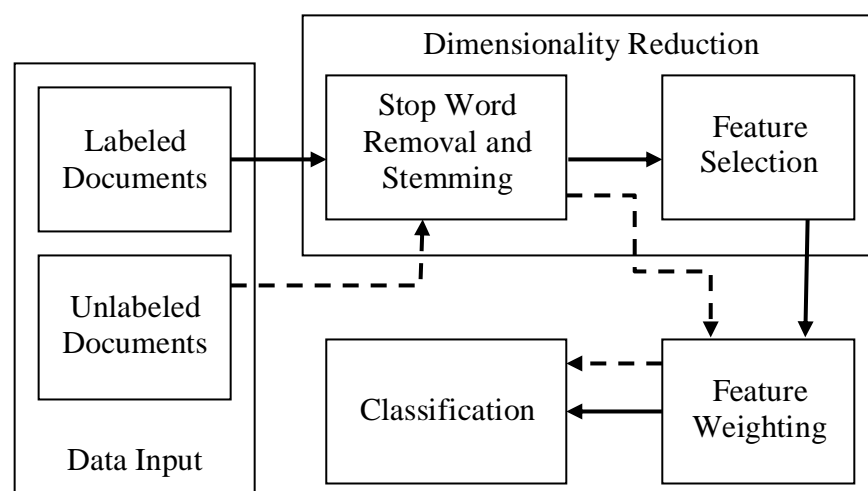 Dimensionality Reduction
Labeled
Documents
Stop Word
Removal and
Stemming
Feature
Selection
Unlabeled
Documents
Classification
Feature
Weighting
Data Input